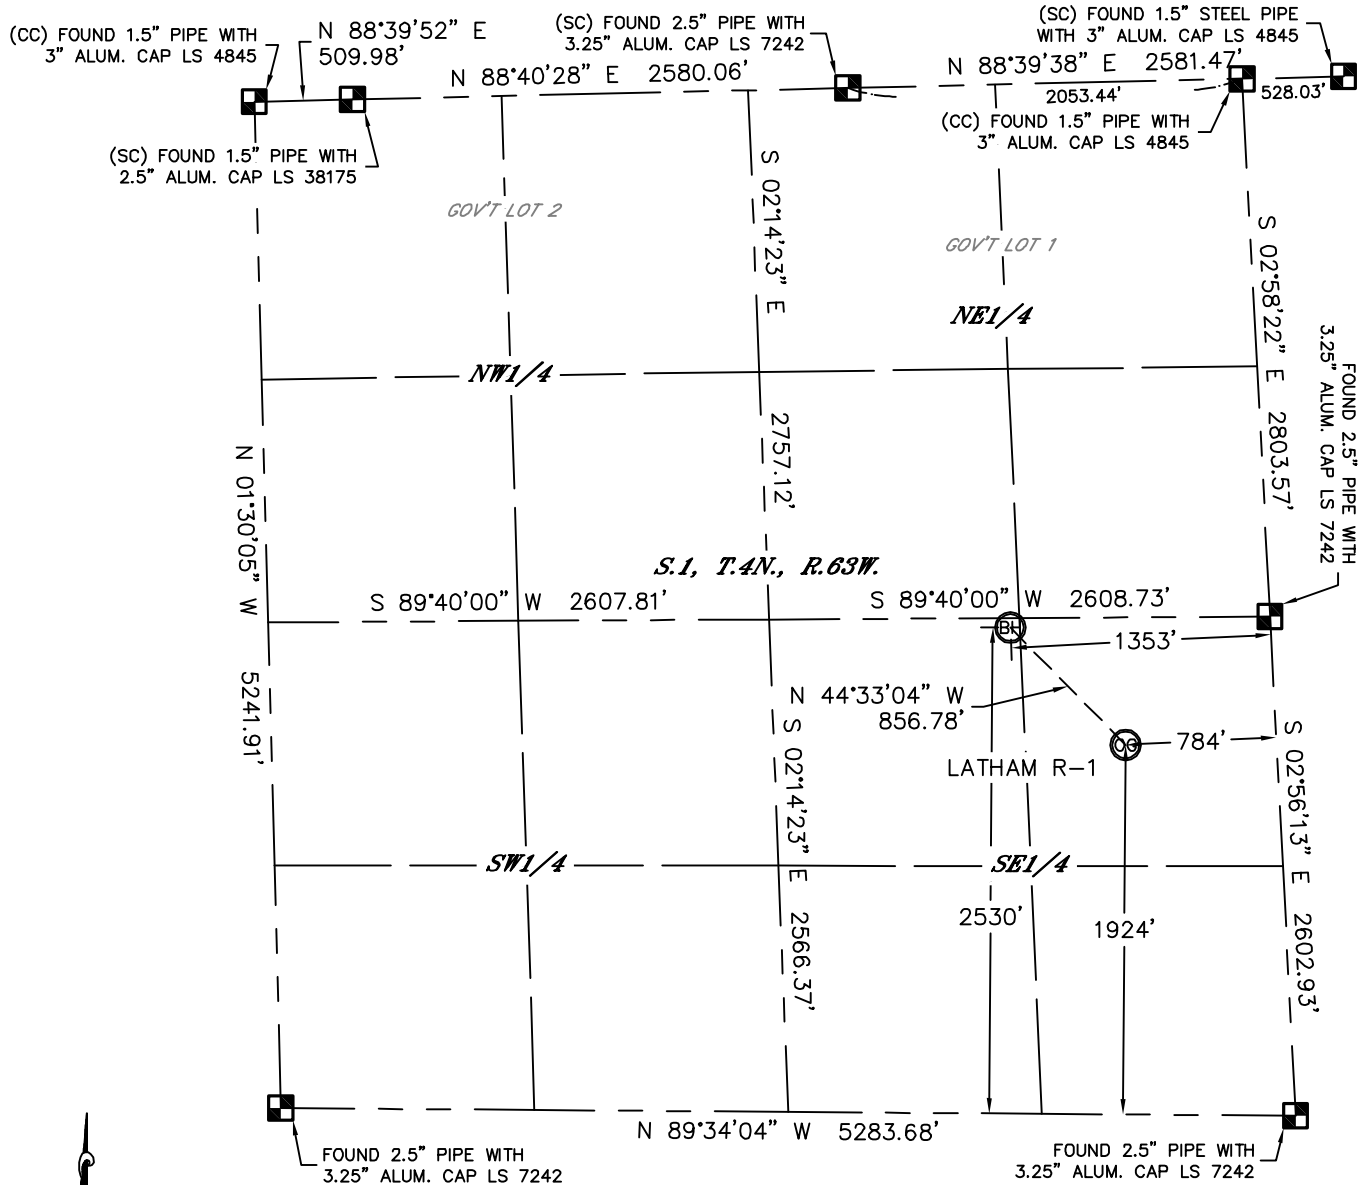 (CC) FOUND 1.5" PIPE WITH
3" ALUM. CAP LS 4845
N 88°39'52" E
509.98'
(SC) FOUND 2.5" PIPE WITH
3.25" ALUM. CAP LS 7242
(SC) FOUND 1.5" STEEL PIPE
WITH 3" ALUM. CAP LS 4845
N 88°40'28" E 2580.06'
N 88°39'38" E 2581.47'
2053.44'
528.03'
(CC) FOUND 1.5" PIPE WITH
3" ALUM. CAP LS 4845
(SC) FOUND 1.5" PIPE WITH
2.5" ALUM. CAP LS 38175
S 02°14'23" E 2757.12'
GOV'T LOT 2
GOV'T LOT 1
S 02°58'22" E 2803.57'
NE1/4
NW1/4
FOUND 2.5" PIPE WITH
3.25" ALUM. CAP LS 7242
N 01°30'05" W 5241.91'
S.1, T.4N., R.63W.
S 89°40'00" W 2607.81'
S 89°40'00" W 2608.73'
BH
1353'
N 44°33'04" W
856.78'
OG
784'
LATHAM R-1
S 02°14'23" E 2566.37'
S 02°56'13" E 2602.93'
SW1/4
SE1/4
2530'
1924'
N 89°34'04" W 5283.68'
FOUND 2.5" PIPE WITH
3.25" ALUM. CAP LS 7242
FOUND 2.5" PIPE WITH
3.25" ALUM. CAP LS 7242